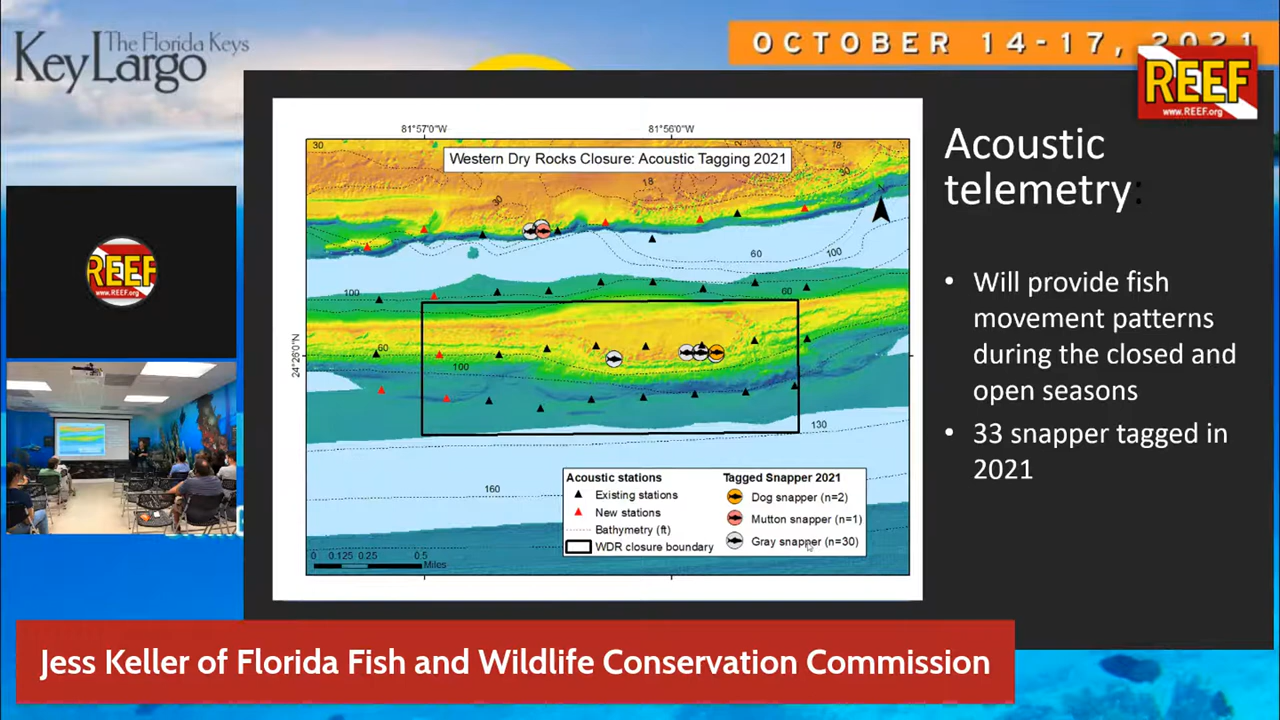 The Florida Keys
Key Largo
OCTOBER 14-17, 2021
REEF
www.REEF.org
81°57'0"W
81°56'0"W
Western Dry Rocks Closure: Acoustic Tagging 2021
30
18
30
18
30
60
100
100
60
24°26'0"N
60
100
130
160
Acoustic stations
Existing stations
New stations
Bathymetry (ft)
WDR closure boundary
Tagged Snapper 2021
Dog snapper (n=2)
Mutton snapper (n=1)
Gray snapper (n=30)
0 0.125 0.25 0.5
Miles
Acoustic
telemetry:
• Will provide fish
movement patterns
during the closed and
open seasons
• 33 snapper tagged in
2021
REEF
www.REEF.org
Jess Keller of Florida Fish and Wildlife Conservation Commission